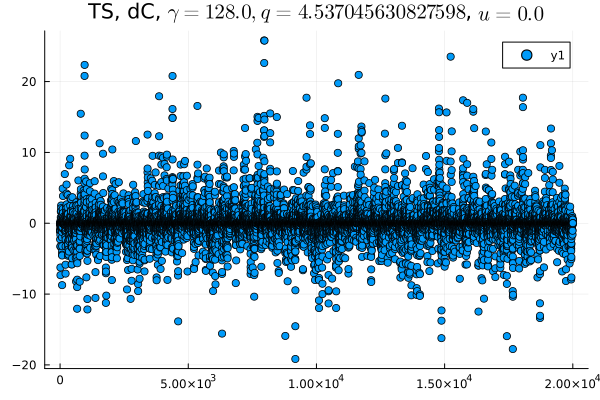 TS, dC, γ = 128.0, q = 4.537045630827598, u = 0.0
y1
20
10
0
−10
−20
0 5.00×10³ 1.00×10⁴ 1.50×10⁴ 2.00×10⁴